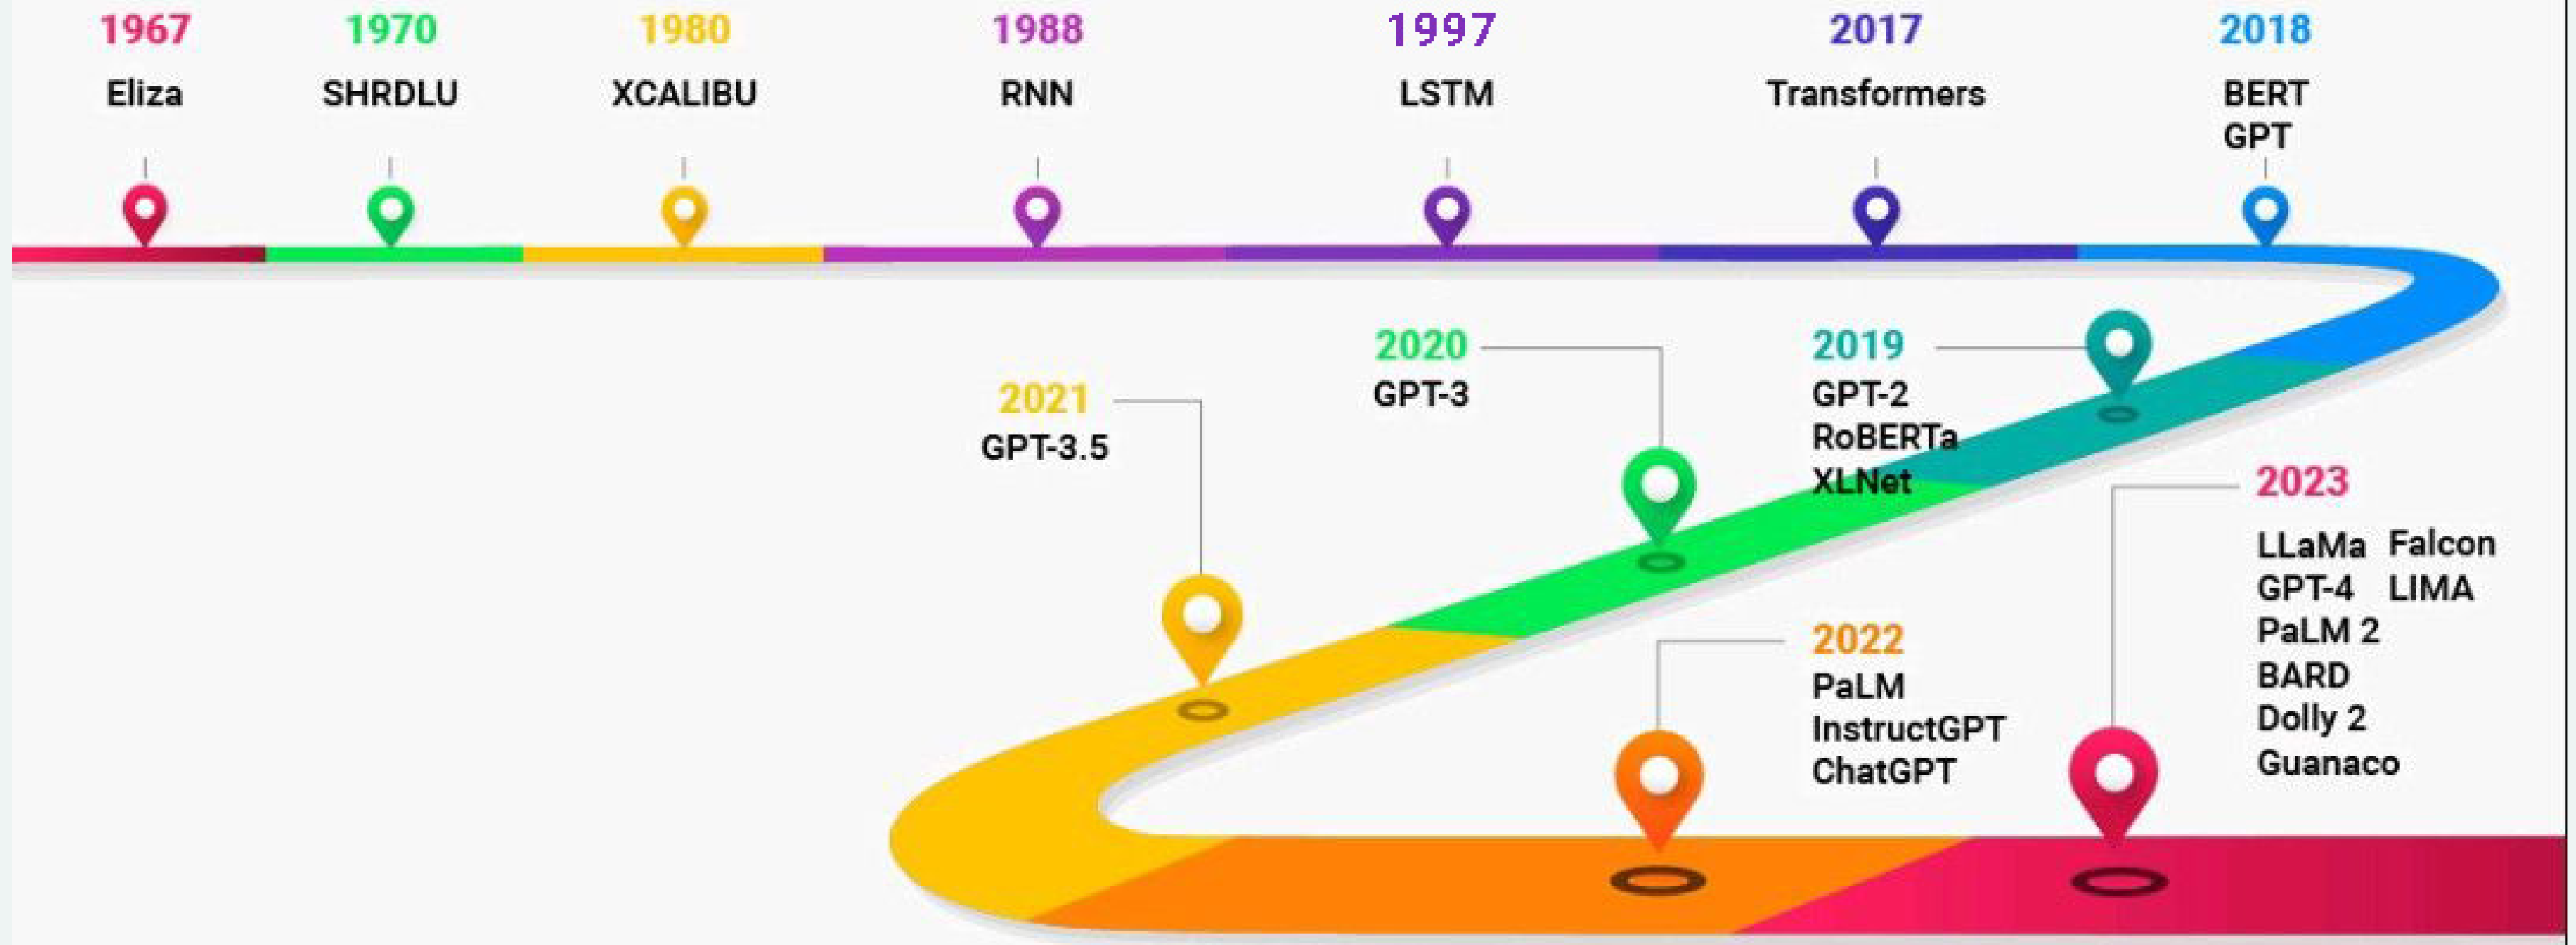 1967
Eliza
1970
SHRDLU
1980
XCALIBU
1988
RNN
1997
LSTM
2017
Transformers
2018
BERT
GPT
2019
GPT-2
RoBERTa
XLNet
2020
GPT-3
2021
GPT-3.5
2022
PaLM
InstructGPT
ChatGPT
2023
LLaMa Falcon
GPT-4 LIMA
PaLM 2
BARD
Dolly 2
Guanaco